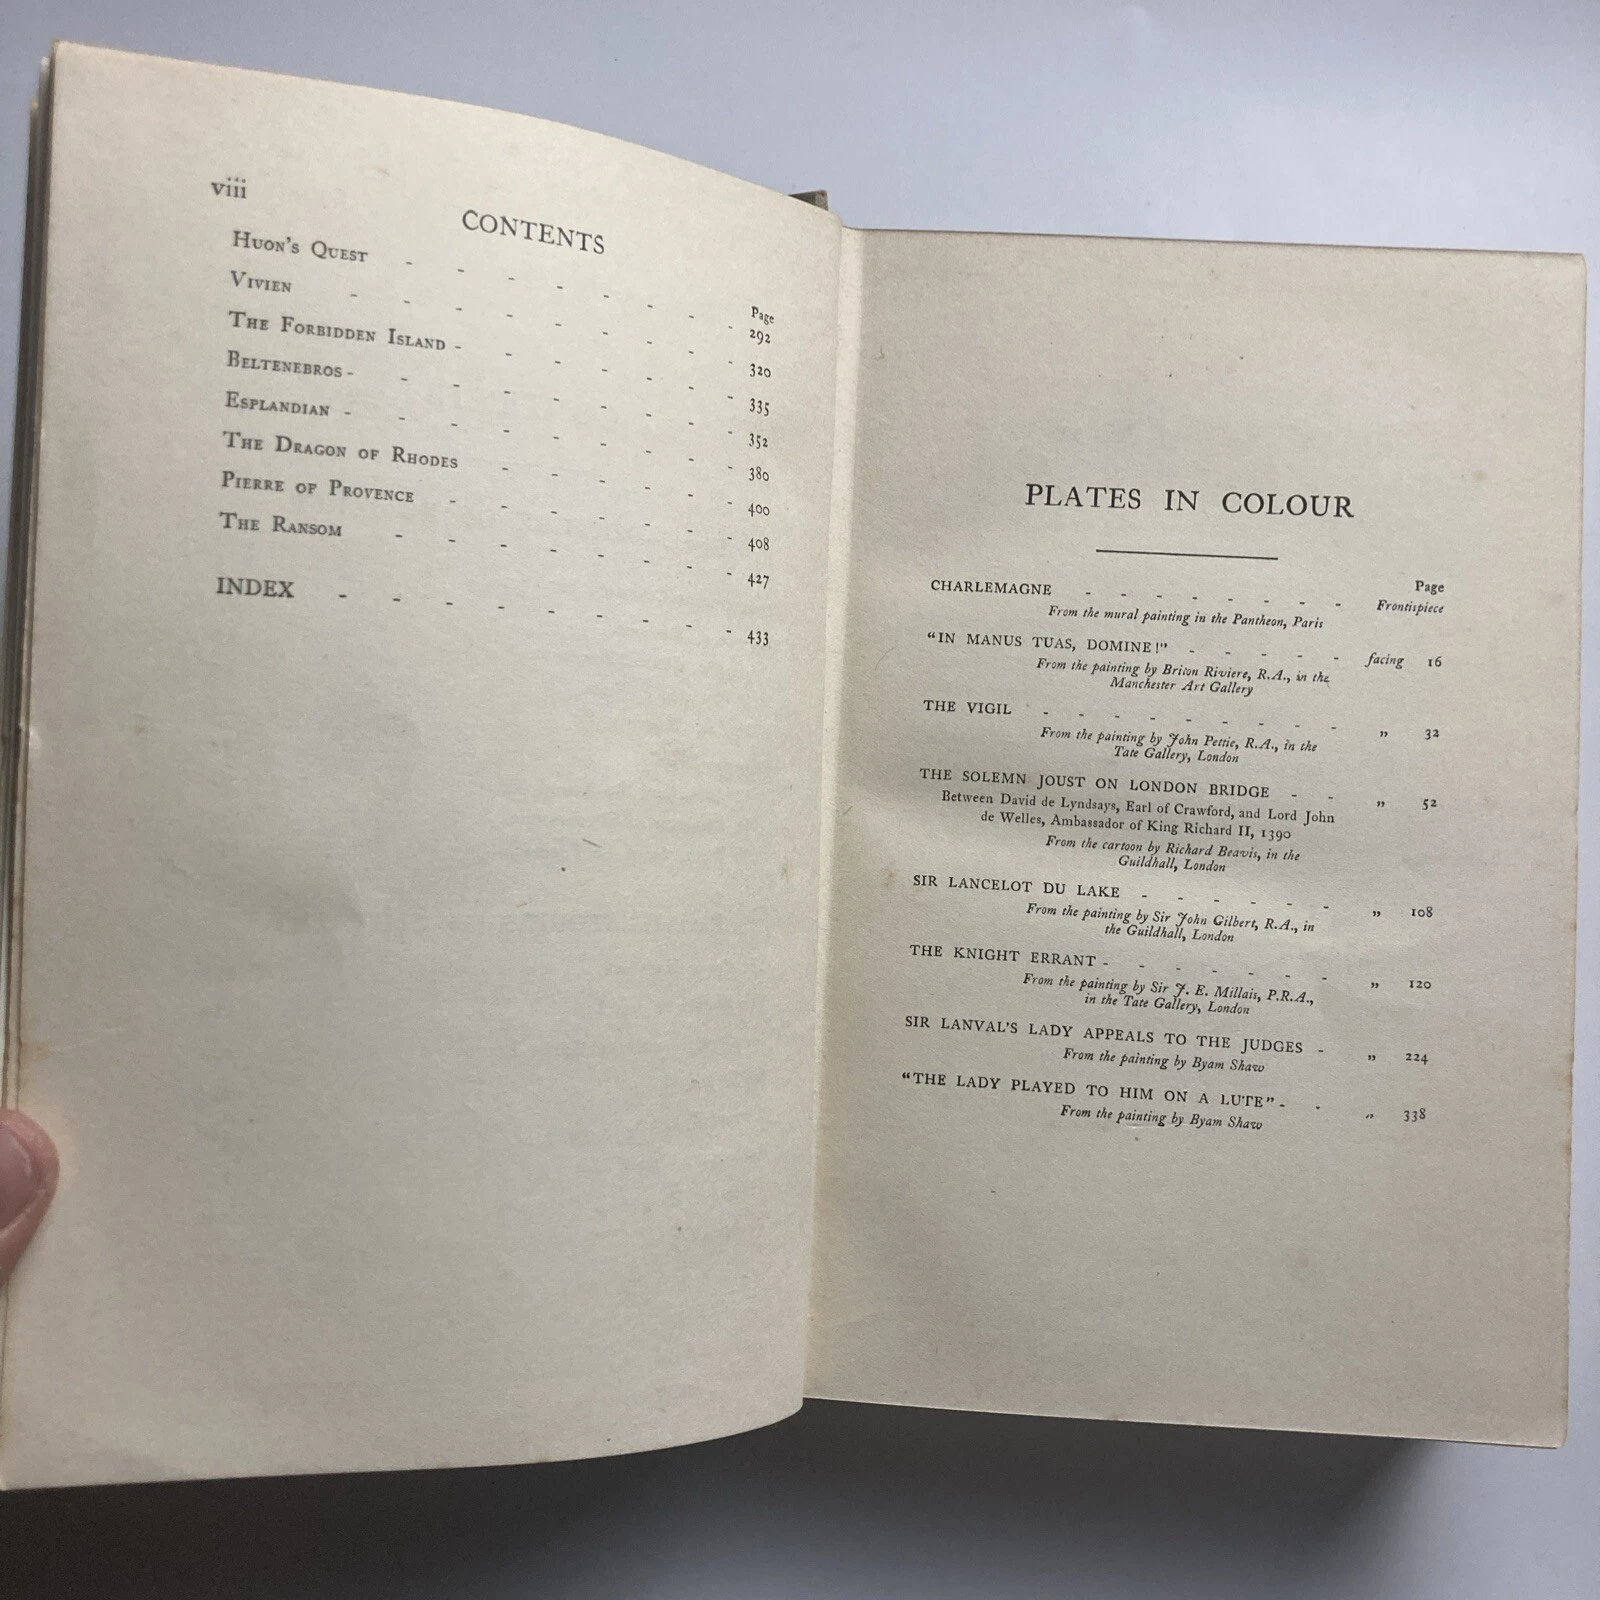 viii
CONTENTS
Page
HUON'S QUEST - - - - - - - - 292
VIVIEN - - - - - - - - - 320
THE FORBIDDEN ISLAND - - - - - - - 335
BELTENEBROS - - - - - - - - 352
ESPLANDIAN - - - - - - - - 380
THE DRAGON OF RHODES - - - - - - 400
PIERRE OF PROVENCE - - - - - - - 408
THE RANSOM - - - - - - - - 427
INDEX - - - - - - - - - 433
PLATES IN COLOUR
Page
CHARLEMAGNE - - - - - - - - Frontispiece
From the mural painting in the Pantheon, Paris
"IN MANUS TUAS, DOMINE!" - - - - - facing 16
From the painting by Briton Riviere, R.A., in the
Manchester Art Gallery
THE VIGIL - - - - - - - - - „ 32
From the painting by John Pettie, R.A., in the
Tate Gallery, London
THE SOLEMN JOUST ON LONDON BRIDGE - - „ 52
Between David de Lyndsays, Earl of Crawford, and Lord John
de Welles, Ambassador of King Richard II, 1390
From the cartoon by Richard Beavis, in the
Guildhall, London
SIR LANCELOT DU LAKE - - - - - - „ 108
From the painting by Sir John Gilbert, R.A., in
the Guildhall, London
THE KNIGHT ERRANT - - - - - - - „ 120
From the painting by Sir J. E. Millais, P.R.A.,
in the Tate Gallery, London
SIR LANVAL'S LADY APPEALS TO THE JUDGES - „ 224
From the painting by Byam Shaw
"THE LADY PLAYED TO HIM ON A LUTE" - - „ 338
From the painting by Byam Shaw